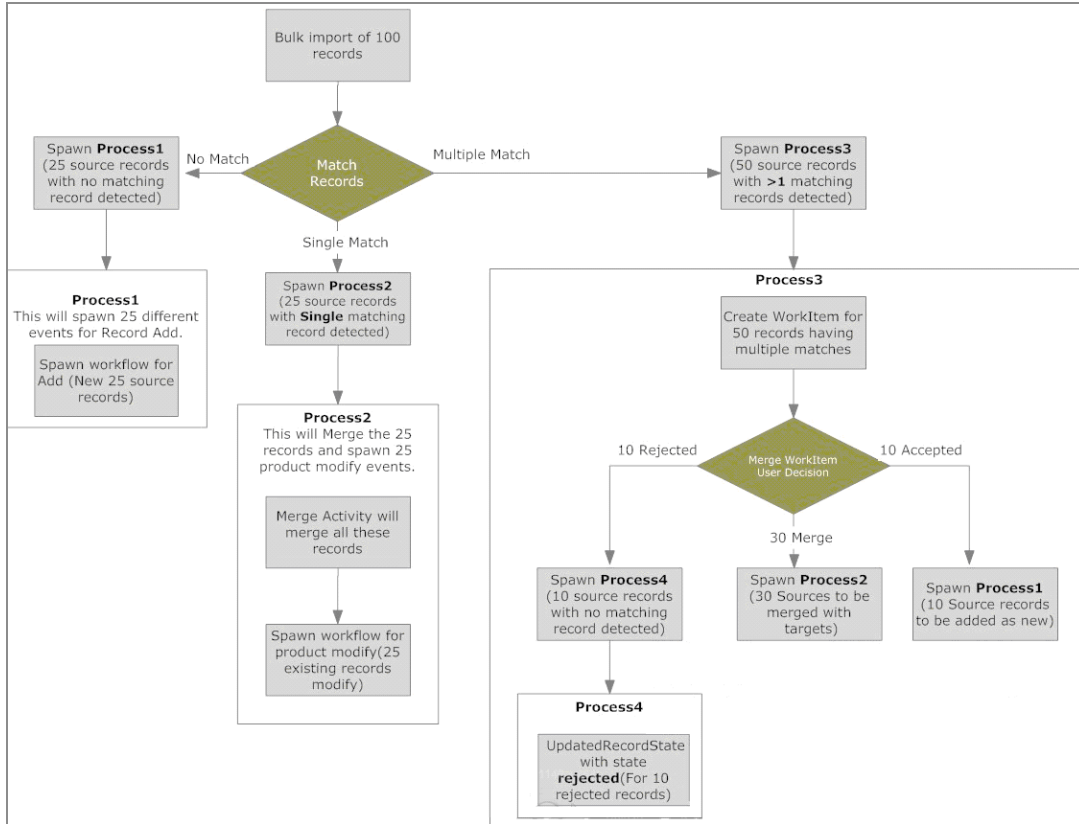 Bulk import of 100
records
Match
Records
No Match
Multiple Match
Single Match
Spawn Process1
(25 source records
with no matching
record detected)
Process1
This will spawn 25 different
events for Record Add.
Spawn workflow for
Add (New 25 source
records)
Spawn Process2
(25 source records
with Single matching
record detected)
Process2
This will Merge the 25
records and spawn 25
product modify events.
Merge Activity will
merge all these
records
Spawn workflow for
product modify(25
existing records
modify)
Spawn Process3
(50 source records
with >1 matching
records detected)
Process3
Create WorkItem for
50 records having
multiple matches
Merge WorkItem
User Decision
10 Rejected
10 Accepted
30 Merge
Spawn Process4
(10 source records
with no matching
record detected)
Spawn Process2
(30 Sources to be
merged with
targets)
Spawn Process1
(10 Source records
to be added as new)
Process4
UpdatedRecordState
with state
rejected(For 10
rejected records)